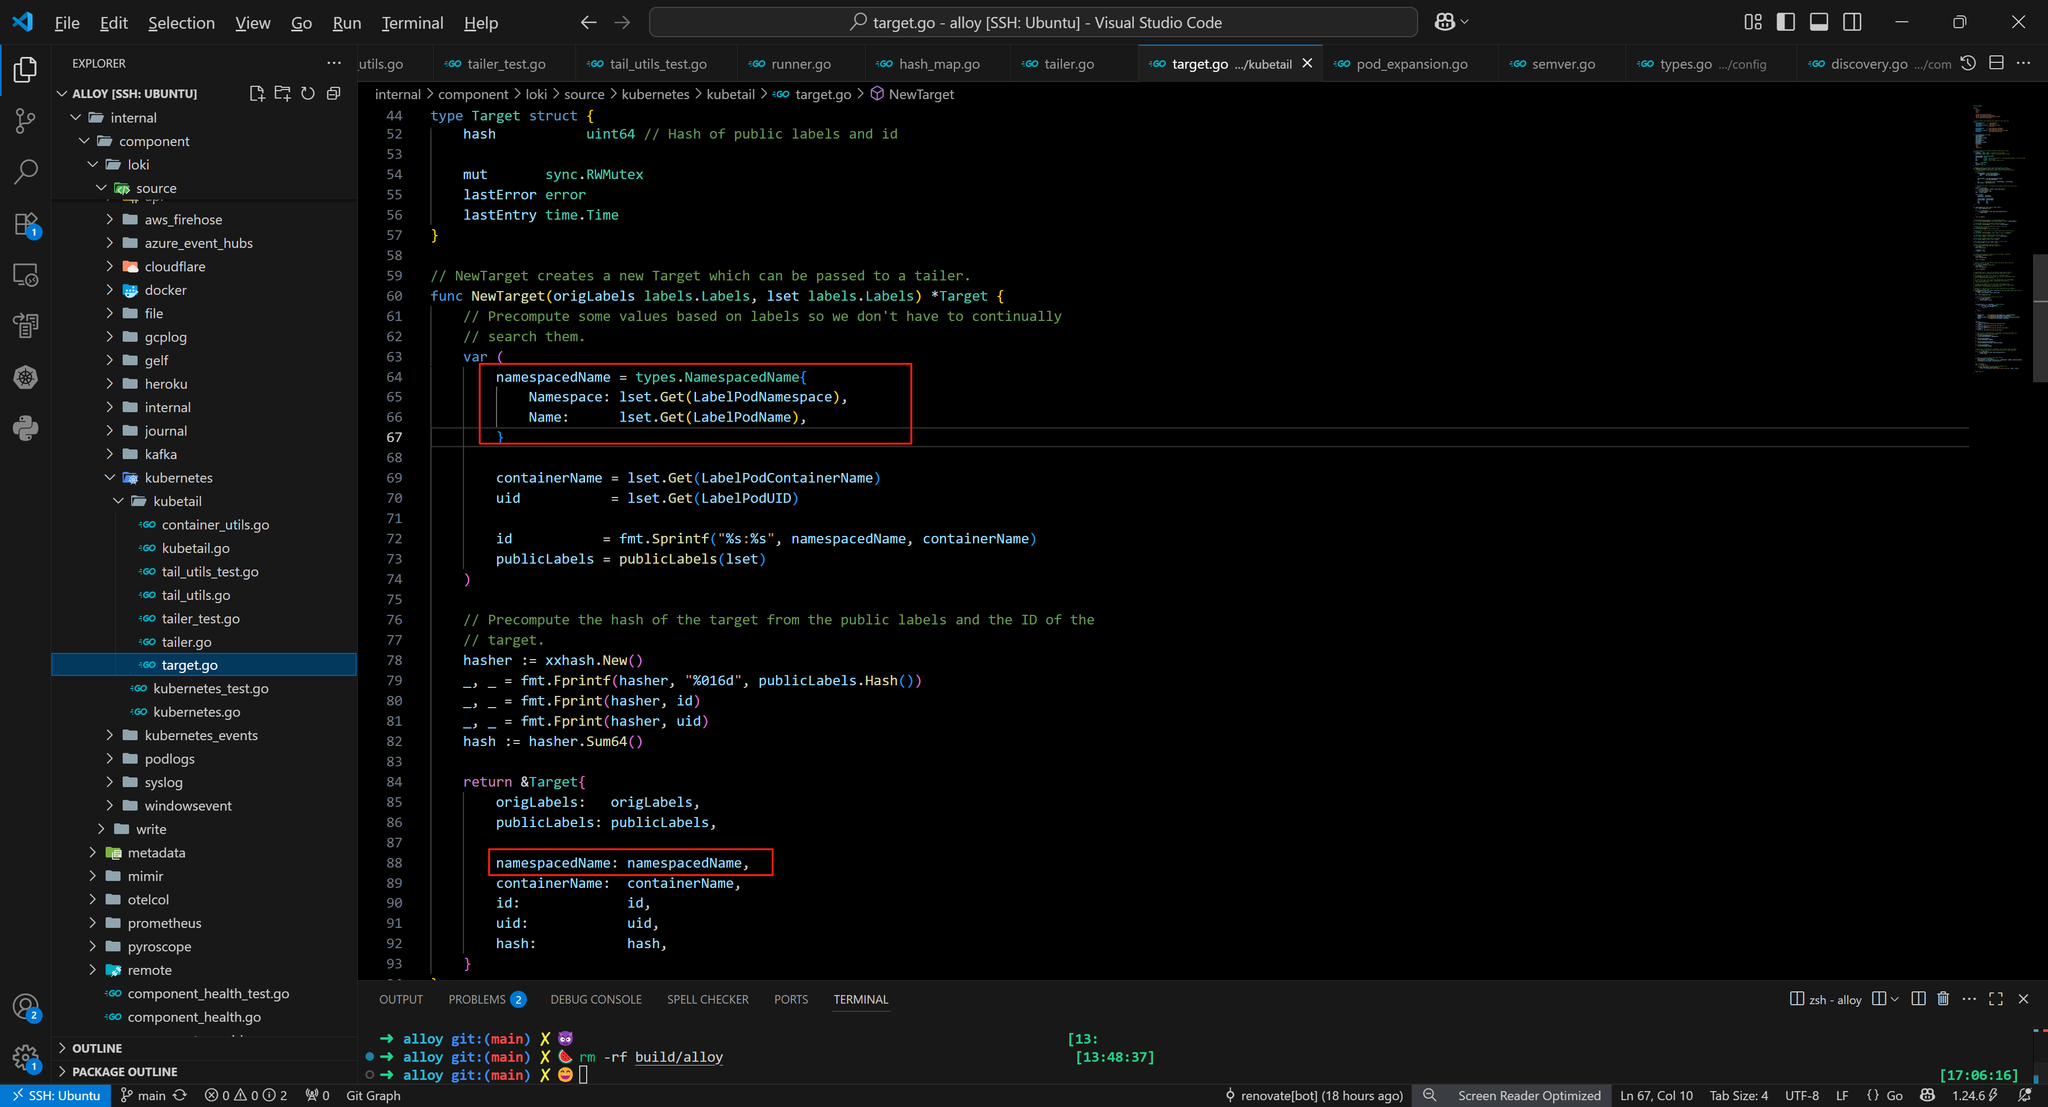 File Edit Selection View Go Run Terminal Help
target.go - alloy [SSH: Ubuntu] - Visual Studio Code
EXPLORER
_utils.go tailer_test.go tail_utils_test.go runner.go hash_map.go tailer.go target.go .../kubetail pod_expansion.go semver.go types.go .../config discovery.go .../com
ALLOY [SSH: UBUNTU]
internal
component
loki
source
aws_firehose
azure_event_hubs
cloudflare
docker
file
gcplog
gelf
heroku
internal
journal
kafka
kubernetes
kubetail
container_utils.go
kubetail.go
tail_utils_test.go
tail_utils.go
tailer_test.go
tailer.go
target.go
kubernetes_test.go
kubernetes.go
kubernetes_events
podlogs
syslog
windowsevent
write
metadata
mimir
otelcol
prometheus
pyroscope
remote
component_health_test.go
component_health.go
OUTLINE
PACKAGE OUTLINE
1
2
1
internal > component > loki > source > kubernetes > kubetail > target.go > NewTarget
44 type Target struct {
52 hash uint64 // Hash of public labels and id
53
54 mut sync.RWMutex
55 lastError error
56 lastEntry time.Time
57 }
58
59 // NewTarget creates a new Target which can be passed to a tailer.
60 func NewTarget(origLabels labels.Labels, lset labels.Labels) *Target {
61 // Precompute some values based on labels so we don't have to continually
62 // search them.
63 var (
64 namespacedName = types.NamespacedName{
65 Namespace: lset.Get(LabelPodNamespace),
66 Name: lset.Get(LabelPodName),
67 }
68
69 containerName = lset.Get(LabelPodContainerName)
70 uid = lset.Get(LabelPodUID)
71
72 id = fmt.Sprintf("%s:%s", namespacedName, containerName)
73 publicLabels = publicLabels(lset)
74 )
75
76 // Precompute the hash of the target from the public labels and the ID of the
77 // target.
78 hasher := xxhash.New()
79 _, _ = fmt.Fprintf(hasher, "%016d", publicLabels.Hash())
80 _, _ = fmt.Fprint(hasher, id)
81 _, _ = fmt.Fprint(hasher, uid)
82 hash := hasher.Sum64()
83
84 return &Target{
85 origLabels: origLabels,
86 publicLabels: publicLabels,
87
88 namespacedName: namespacedName,
89 containerName: containerName,
90 id: id,
91 uid: uid,
92 hash: hash,
93 }
OUTPUT PROBLEMS 2 DEBUG CONSOLE SPELL CHECKER PORTS TERMINAL zsh - alloy
➜ alloy git:(main) ✗ 😈 [13:
➜ alloy git:(main) ✗ 🍉 rm -rf build/alloy [13:48:37]
➜ alloy git:(main) ✗ 😄 [17:06:16]
SSH: Ubuntu main 0 0 2 0 Git Graph renovate[bot] (18 hours ago) Screen Reader Optimized Ln 67, Col 10 Tab Size: 4 UTF-8 LF {} Go 1.24.6